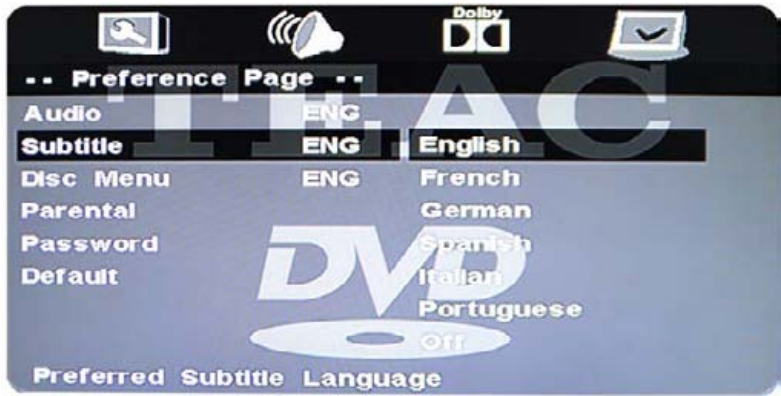 Dolby
-- Preference Page --
TEAC
Audio ENG
Subtitle ENG English
Disc Menu ENG French
Parental German
Password Spanish
Default Italian
Portuguese
Off
DVD
Preferred Subtitle Language